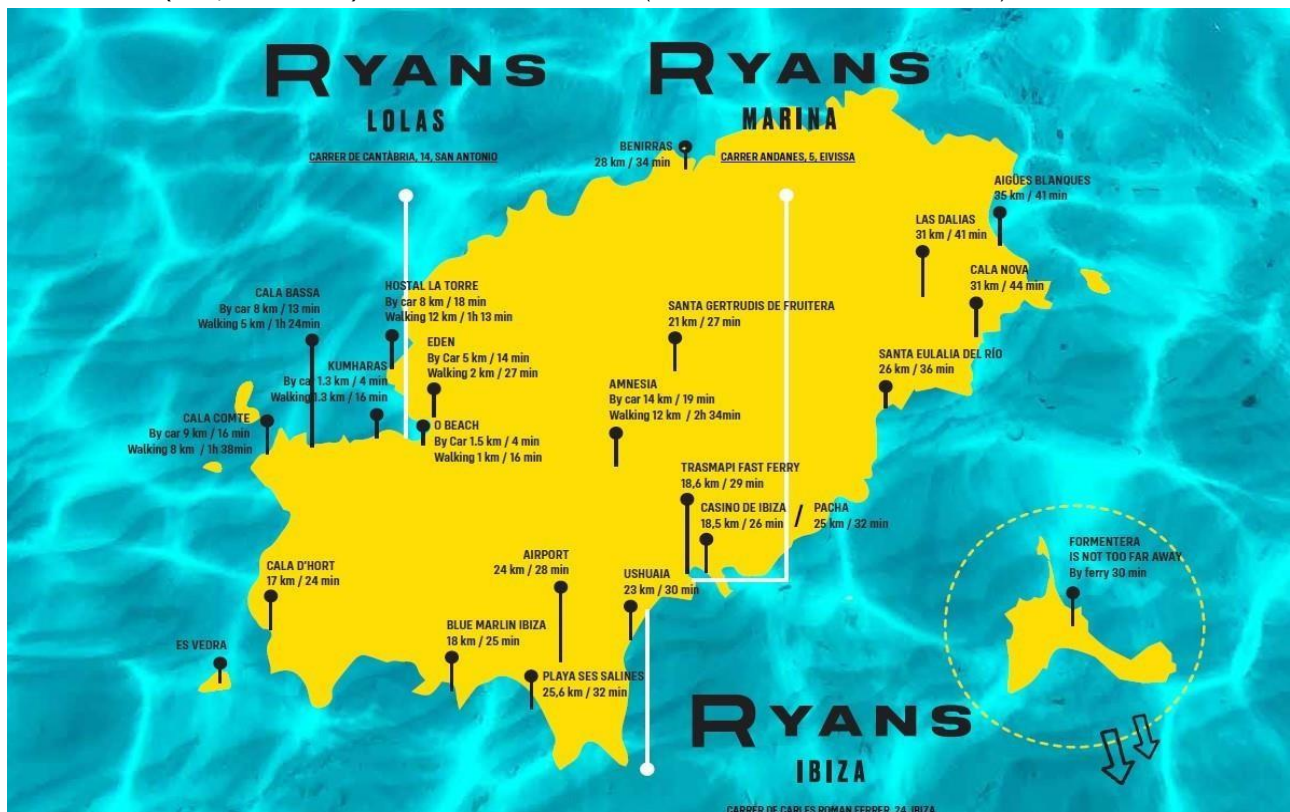 RYANS
LOLAS
CARRER DE CANTÀBRIA, 14, SAN ANTONIO
RYANS
MARINA
CARRER ANDANES, 5, EIVISSA
BENIRRAS
28 km / 34 min
AIGÜES BLANQUES
35 km / 41 min
LAS DALIAS
31 km / 41 min
CALA NOVA
31 km / 44 min
HOSTAL LA TORRE
By car 8 km / 18 min
Walking 12 km / 1h 13 min
CALA BASSA
By car 8 km / 13 min
Walking 5 km / 1h 24min
SANTA GERTRUDIS DE FRUITERA
21 km / 27 min
EDEN
By Car 5 km / 14 min
Walking 2 km / 27 min
KUMHARAS
By car 1.3 km / 4 min
Walking 1.3 km / 16 min
SANTA EULALIA DEL RÍO
26 km / 36 min
AMNESIA
By car 14 km / 19 min
Walking 12 km / 2h 34min
CALA COMTE
By car 9 km / 16 min
Walking 8 km / 1h 38min
O BEACH
By Car 1.5 km / 4 min
Walking 1 km / 16 min
TRASMAPI FAST FERRY
18,6 km / 29 min
CASINO DE IBIZA / PACHA
18,5 km / 26 min 25 km / 32 min
FORMENTERA
IS NOT TOO FAR AWAY
By ferry 30 min
AIRPORT
24 km / 28 min
CALA D'HORT
17 km / 24 min
USHUAIA
23 km / 30 min
BLUE MARLIN IBIZA
18 km / 25 min
ES VEDRA
PLAYA SES SALINES
25,6 km / 32 min
RYANS
IBIZA
CARRER DE CARLES ROMAN FERRER, 24, IBIZA